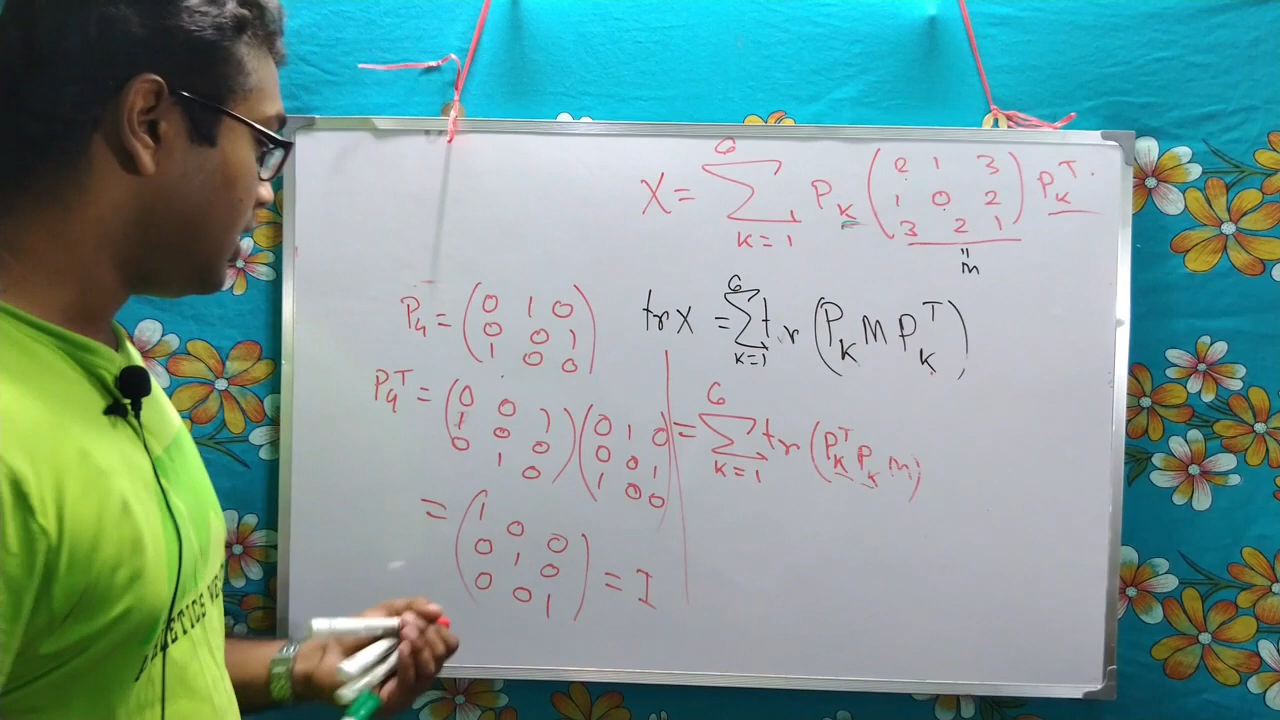 X = 6 Σ k=1 P_k ( 2 1 3
1 0 2
3 2 1 ) P_k^T
= m
P_4 = ( 0 1 0
0 0 1
1 0 0 )
tr X = 6 Σ k=1 tr ( P_k M P_k^T )
P_4^T = ( 0 0 1
1 0 0
0 1 0 ) ( 0 1 0
0 0 1
1 0 0 )
= 6 Σ k=1 tr ( P_k^T P_k M )
= ( 1 0 0
0 1 0
0 0 1 ) = I